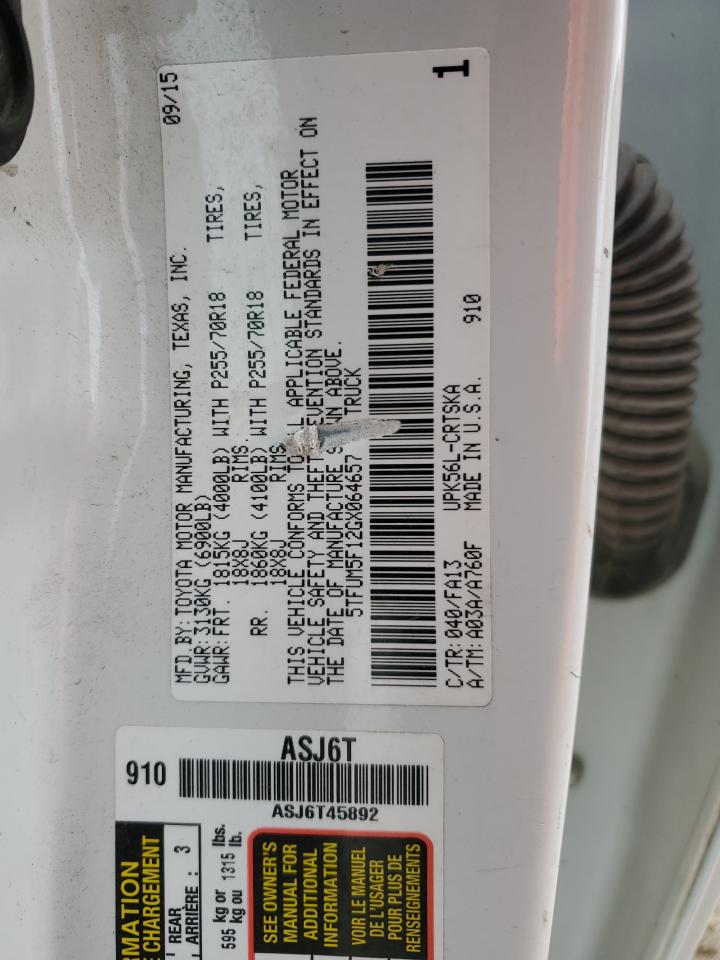 MFD.BY:TOYOTA MOTOR MANUFACTURING, TEXAS, INC. 09/15
GVWR:3130KG (6900LB)
GAWR:FRT. 1815KG (4000LB) WITH P255/70R18 TIRES,
18X8J RIMS.
RR. 1860KG (4100LB) WITH P255/70R18 TIRES,
18X8J RIMS
THIS VEHICLE CONFORMS TO APPLICABLE FEDERAL MOTOR
VEHICLE SAFETY AND THEFT STANDARDS IN EFFECT ON
THE DATE OF MANUFACTURE ABOVE.
5TFUM5F12GX064657 TRUCK
1
UPK56L-CRTSKA
C/TR:040/FA13 MADE IN U.S.A. 910
A/TM:A03A/A760F
910
ASJ6T
ASJ6T45892
CHARGEMENT
REAR
ARRIÈRE : 3
595 kg or 1315 lbs.
kg ou lb.
SEE OWNER'S
MANUAL FOR
ADDITIONAL
INFORMATION
VOIR LE MANUEL
DE L'USAGER
POUR PLUS DE
RENSEIGNEMENTS